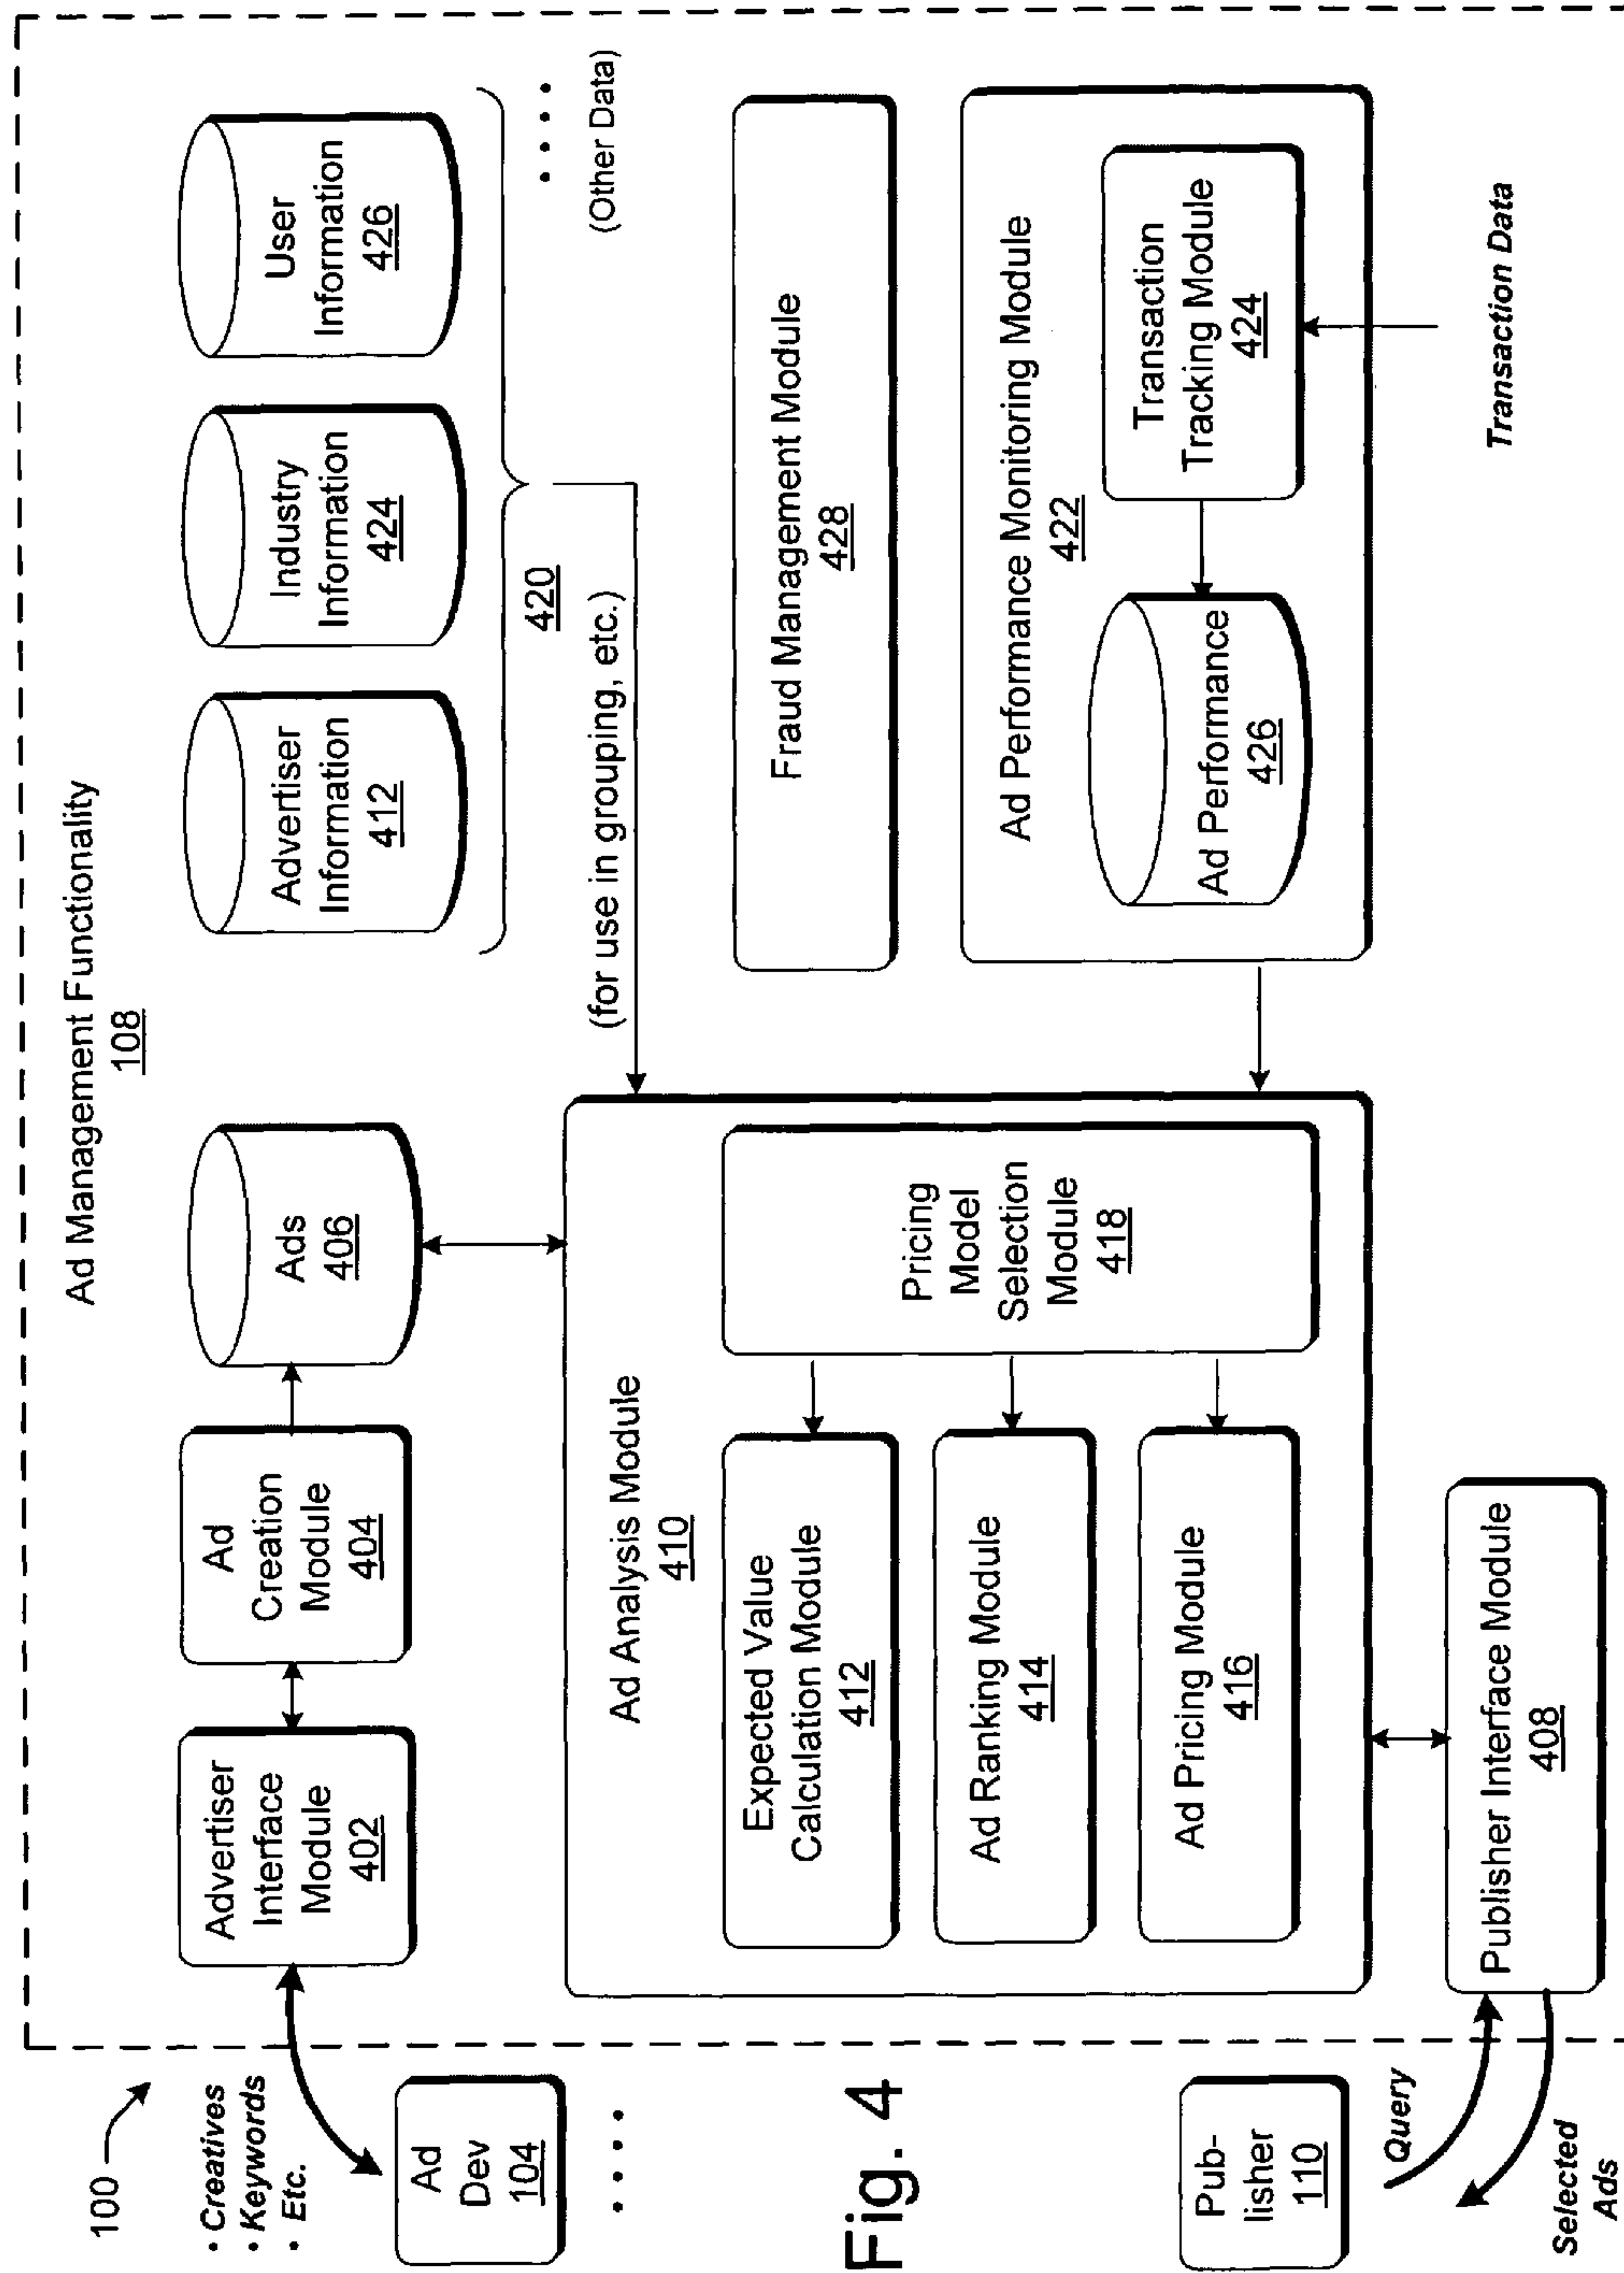 Ad Management Functionality
108
100
• Creatives
• Keywords
• Etc.
Ad
Dev
104
Advertiser
Interface
Module
402
Ad
Creation
Module
404
Ads
406
Advertiser
Information
412
Industry
Information
424
User
Information
426
420
(for use in grouping, etc.)
(Other Data)
Fig. 4
Ad Analysis Module
410
Expected Value
Calculation Module
412
Ad Ranking Module
414
Ad Pricing Module
416
Pricing
Model
Selection
Module
418
Fraud Management Module
428
Ad Performance Monitoring Module
422
Ad Performance
426
Transaction
Tracking Module
424
Transaction Data
Pub-
lisher
110
Query
Selected
Ads
Publisher Interface Module
408